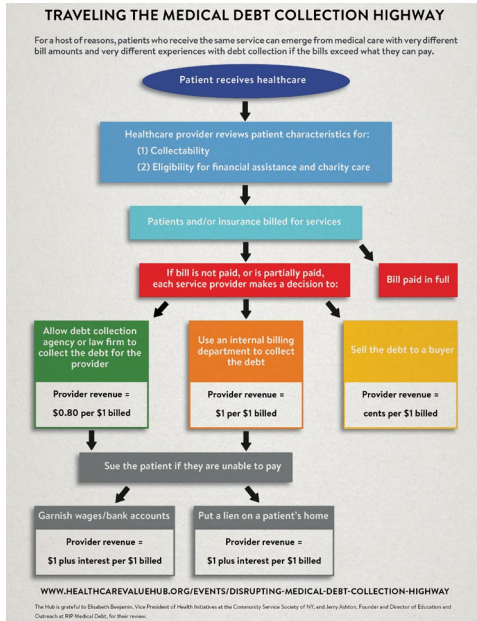 TRAVELING THE MEDICAL DEBT COLLECTION HIGHWAY
For a host of reasons, patients who receive the same service can emerge from medical care with very different
bill amounts and very different experiences with debt collection if the bills exceed what they can pay.
Patient receives healthcare
Healthcare provider reviews patient characteristics for:
(1) Collectability
(2) Eligibility for financial assistance and charity care
Patients and/or insurance billed for services
If bill is not paid, or is partially paid,
each service provider makes a decision to:
Bill paid in full
Allow debt collection
agency or law firm to
collect the debt for the
provider
Provider revenue =
$0.80 per $1 billed
Use an internal billing
department to collect
the debt
Provider revenue =
$1 per $1 billed
Sell the debt to a buyer
Provider revenue =
cents per $1 billed
Sue the patient if they are unable to pay
Garnish wages/bank accounts
Provider revenue =
$1 plus interest per $1 billed
Put a lien on a patient's home
Provider revenue =
$1 plus interest per $1 billed
WWW.HEALTHCAREVALUEHUB.ORG/EVENTS/DISRUPTING-MEDICAL-DEBT-COLLECTION-HIGHWAY
The Hub is grateful to Elisabeth Benjamin, Vice President of Health Initiatives at the Community Service Society of NY, and Jerry Ashton, Founder and Director of Education and
Outreach at RIP Medical Debt, for their review.